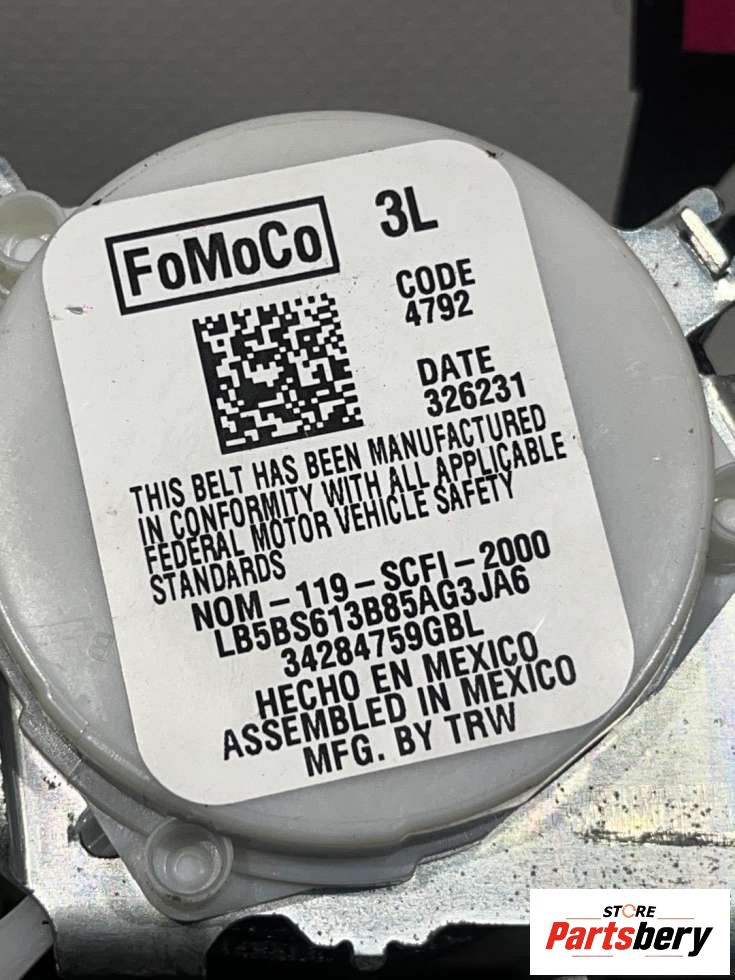 FoMoCo
3L
CODE
4792
DATE
326231
THIS BELT HAS BEEN MANUFACTURED
IN CONFORMITY WITH ALL APPLICABLE
FEDERAL MOTOR VEHICLE SAFETY
STANDARDS
NOM-119-SCFI-2000
LB5BS613B85AG3JA6
34284759GBL
HECHO EN MEXICO
ASSEMBLED IN MEXICO
MFG. BY TRW
STORE
Partsbery